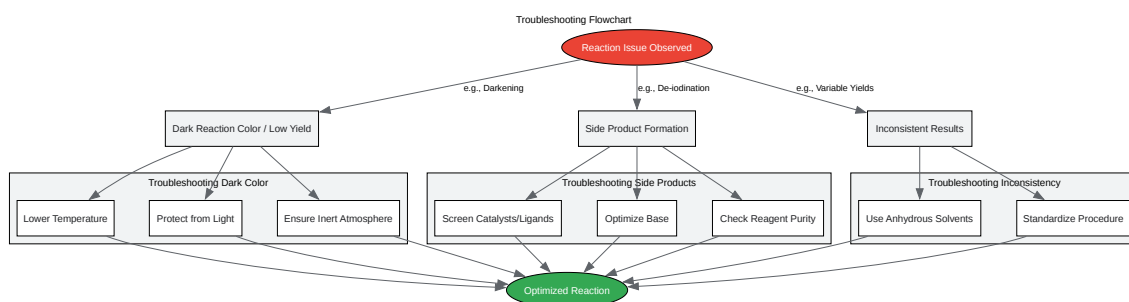 Troubleshooting Flowchart
Reaction Issue Observed
e.g., Darkening
e.g., De-iodination
e.g., Variable Yields
Dark Reaction Color / Low Yield
Side Product Formation
Inconsistent Results
Troubleshooting Dark Color
Troubleshooting Side Products
Troubleshooting Inconsistency
Lower Temperature
Protect from Light
Ensure Inert Atmosphere
Screen Catalysts/Ligands
Optimize Base
Check Reagent Purity
Use Anhydrous Solvents
Standardize Procedure
Optimized Reaction